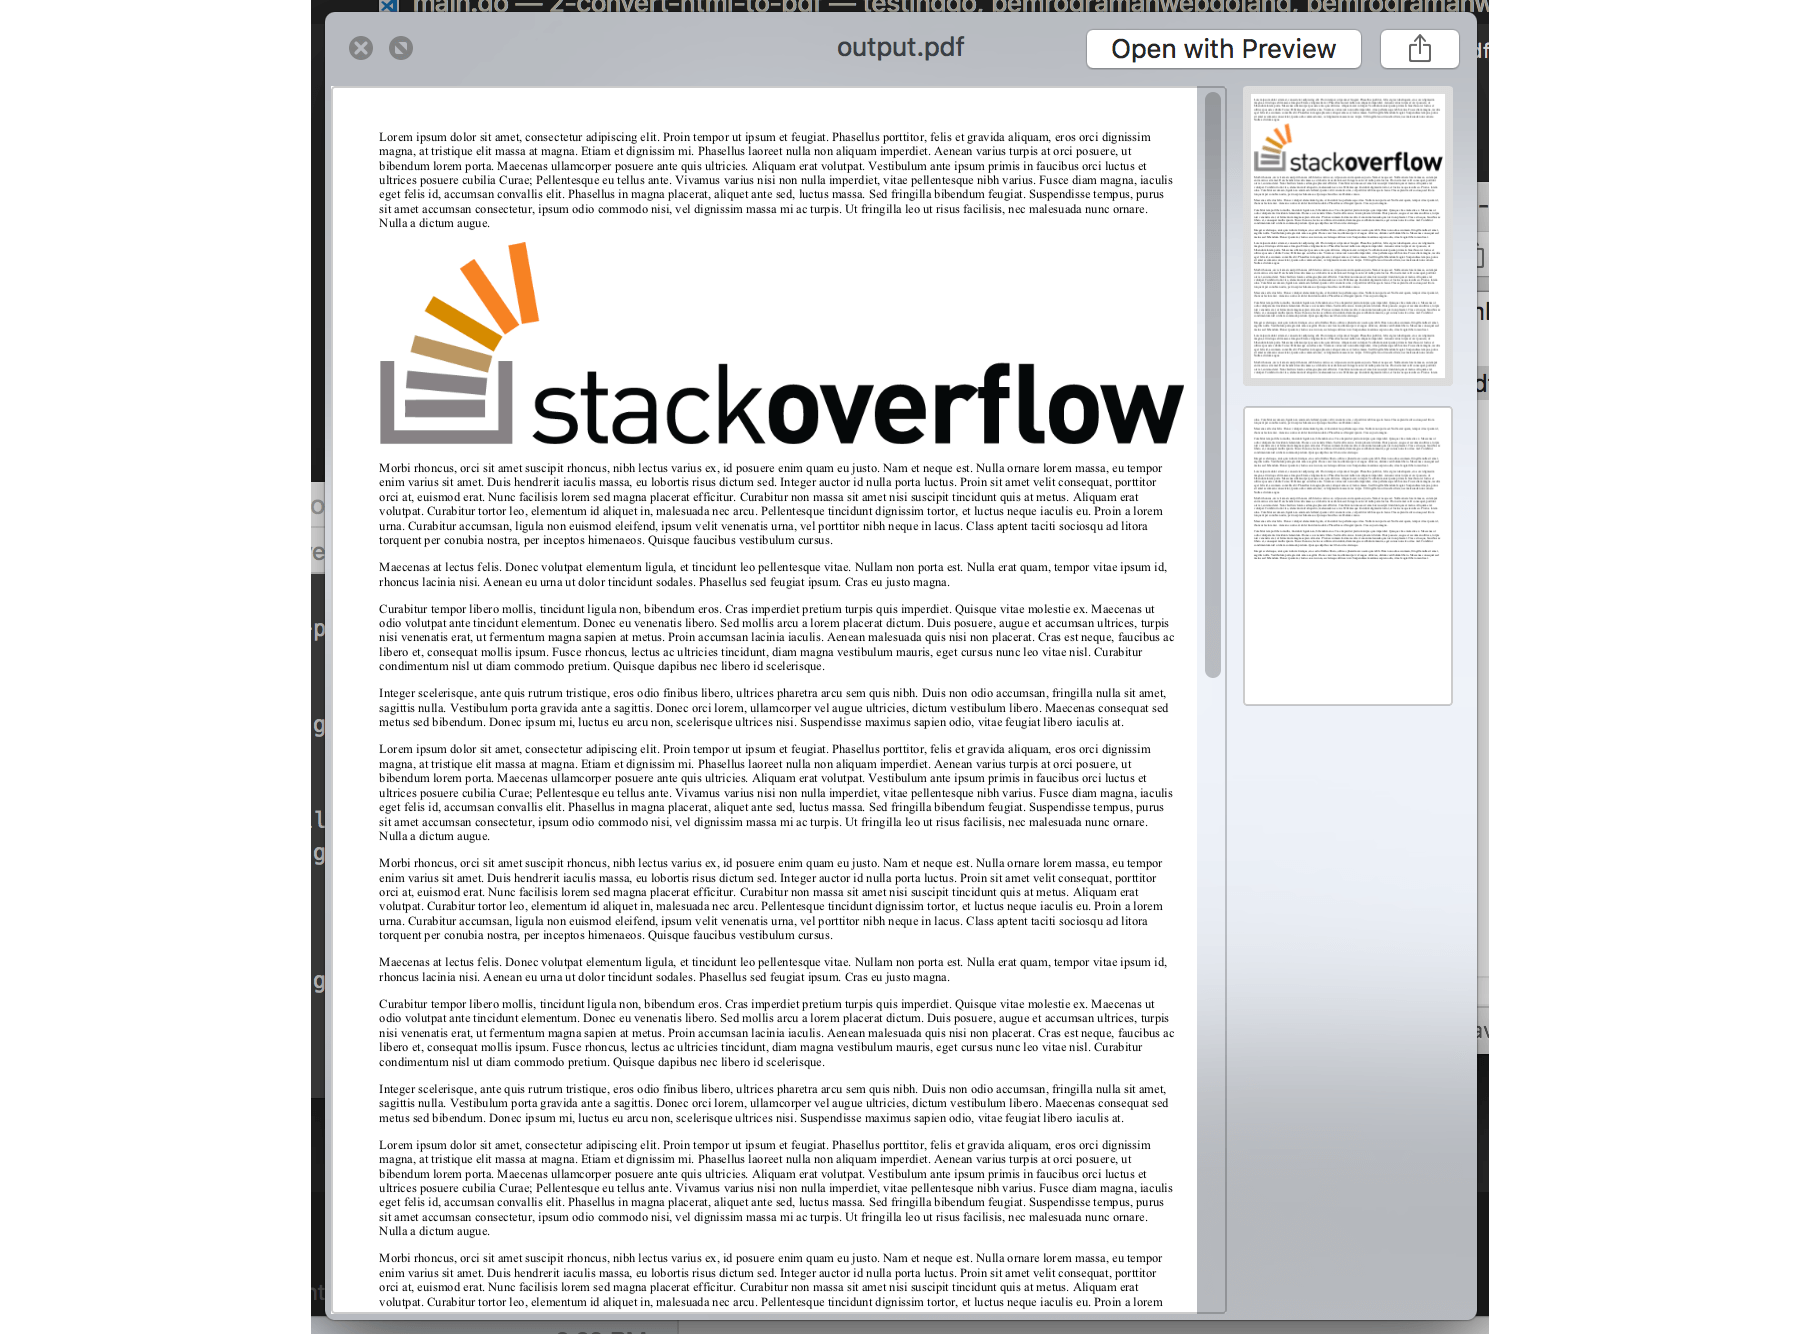 main.go — 2-convert-html-to-pdf — testinggo, pemrogramanwebgolang, pemrogramanw
output.pdf
Open with Preview
Lorem ipsum dolor sit amet, consectetur adipiscing elit. Proin tempor ut ipsum et feugiat. Phasellus porttitor, felis et gravida aliquam, eros orci dignissim
magna, at tristique elit massa at magna. Etiam et dignissim mi. Phasellus laoreet nulla non aliquam imperdiet. Aenean varius turpis at orci posuere, ut
bibendum lorem porta. Maecenas ullamcorper posuere ante quis ultricies. Aliquam erat volutpat. Vestibulum ante ipsum primis in faucibus orci luctus et
ultrices posuere cubilia Curae; Pellentesque eu tellus ante. Vivamus varius nisi non nulla imperdiet, vitae pellentesque nibh varius. Fusce diam magna, iaculis
eget felis id, accumsan convallis elit. Phasellus in magna placerat, aliquet ante sed, luctus massa. Sed fringilla bibendum feugiat. Suspendisse tempus, purus
sit amet accumsan consectetur, ipsum odio commodo nisi, vel dignissim massa mi ac turpis. Ut fringilla leo ut risus facilisis, nec malesuada nunc ornare.
Nulla a dictum augue.
stackoverflow
Morbi rhoncus, orci sit amet suscipit rhoncus, nibh lectus varius ex, id posuere enim quam eu justo. Nam et neque est. Nulla ornare lorem massa, eu tempor
enim varius sit amet. Duis hendrerit iaculis massa, eu lobortis risus dictum sed. Integer auctor id nulla porta luctus. Proin sit amet velit consequat, porttitor
orci at, euismod erat. Nunc facilisis lorem sed magna placerat efficitur. Curabitur non massa sit amet nisi suscipit tincidunt quis at metus. Aliquam erat
volutpat. Curabitur tortor leo, elementum id aliquet in, malesuada nec arcu. Pellentesque tincidunt dignissim tortor, et luctus neque iaculis eu. Proin a lorem
urna. Curabitur accumsan, ligula non euismod eleifend, ipsum velit venenatis urna, vel porttitor nibh neque in lacus. Class aptent taciti sociosqu ad litora
torquent per conubia nostra, per inceptos himenaeos. Quisque faucibus vestibulum cursus.
Maecenas at lectus felis. Donec volutpat elementum ligula, et tincidunt leo pellentesque vitae. Nullam non porta est. Nulla erat quam, tempor vitae ipsum id,
rhoncus lacinia nisi. Aenean eu urna ut dolor tincidunt sodales. Phasellus sed feugiat ipsum. Cras eu justo magna.
Curabitur tempor libero mollis, tincidunt ligula non, bibendum eros. Cras imperdiet pretium turpis quis imperdiet. Quisque vitae molestie ex. Maecenas ut
odio volutpat ante tincidunt elementum. Donec eu venenatis libero. Sed mollis arcu a lorem placerat dictum. Duis posuere, augue et accumsan ultrices, turpis
nisi venenatis erat, ut fermentum magna sapien at metus. Proin accumsan lacinia iaculis. Aenean malesuada quis nisi non placerat. Cras est neque, faucibus ac
libero et, consequat mollis ipsum. Fusce rhoncus, lectus ac ultricies tincidunt, diam magna vestibulum mauris, eget cursus nunc leo vitae nisl. Curabitur
condimentum nisl ut diam commodo pretium. Quisque dapibus nec libero id scelerisque.
Integer scelerisque, ante quis rutrum tristique, eros odio finibus libero, ultrices pharetra arcu sem quis nibh. Duis non odio accumsan, fringilla nulla sit amet,
sagittis nulla. Vestibulum porta gravida ante a sagittis. Donec orci lorem, ullamcorper vel augue ultricies, dictum vestibulum libero. Maecenas consequat sed
metus sed bibendum. Donec ipsum mi, luctus eu arcu non, scelerisque ultrices nisi. Suspendisse maximus sapien odio, vitae feugiat libero iaculis at.
Lorem ipsum dolor sit amet, consectetur adipiscing elit. Proin tempor ut ipsum et feugiat. Phasellus porttitor, felis et gravida aliquam, eros orci dignissim
magna, at tristique elit massa at magna. Etiam et dignissim mi. Phasellus laoreet nulla non aliquam imperdiet. Aenean varius turpis at orci posuere, ut
bibendum lorem porta. Maecenas ullamcorper posuere ante quis ultricies. Aliquam erat volutpat. Vestibulum ante ipsum primis in faucibus orci luctus et
ultrices posuere cubilia Curae; Pellentesque eu tellus ante. Vivamus varius nisi non nulla imperdiet, vitae pellentesque nibh varius. Fusce diam magna, iaculis
eget felis id, accumsan convallis elit. Phasellus in magna placerat, aliquet ante sed, luctus massa. Sed fringilla bibendum feugiat. Suspendisse tempus, purus
sit amet accumsan consectetur, ipsum odio commodo nisi, vel dignissim massa mi ac turpis. Ut fringilla leo ut risus facilisis, nec malesuada nunc ornare.
Nulla a dictum augue.
Morbi rhoncus, orci sit amet suscipit rhoncus, nibh lectus varius ex, id posuere enim quam eu justo. Nam et neque est. Nulla ornare lorem massa, eu tempor
enim varius sit amet. Duis hendrerit iaculis massa, eu lobortis risus dictum sed. Integer auctor id nulla porta luctus. Proin sit amet velit consequat, porttitor
orci at, euismod erat. Nunc facilisis lorem sed magna placerat efficitur. Curabitur non massa sit amet nisi suscipit tincidunt quis at metus. Aliquam erat
volutpat. Curabitur tortor leo, elementum id aliquet in, malesuada nec arcu. Pellentesque tincidunt dignissim tortor, et luctus neque iaculis eu. Proin a lorem
urna. Curabitur accumsan, ligula non euismod eleifend, ipsum velit venenatis urna, vel porttitor nibh neque in lacus. Class aptent taciti sociosqu ad litora
torquent per conubia nostra, per inceptos himenaeos. Quisque faucibus vestibulum cursus.
Maecenas at lectus felis. Donec volutpat elementum ligula, et tincidunt leo pellentesque vitae. Nullam non porta est. Nulla erat quam, tempor vitae ipsum id,
rhoncus lacinia nisi. Aenean eu urna ut dolor tincidunt sodales. Phasellus sed feugiat ipsum. Cras eu justo magna.
Curabitur tempor libero mollis, tincidunt ligula non, bibendum eros. Cras imperdiet pretium turpis quis imperdiet. Quisque vitae molestie ex. Maecenas ut
odio volutpat ante tincidunt elementum. Donec eu venenatis libero. Sed mollis arcu a lorem placerat dictum. Duis posuere, augue et accumsan ultrices, turpis
nisi venenatis erat, ut fermentum magna sapien at metus. Proin accumsan lacinia iaculis. Aenean malesuada quis nisi non placerat. Cras est neque, faucibus ac
libero et, consequat mollis ipsum. Fusce rhoncus, lectus ac ultricies tincidunt, diam magna vestibulum mauris, eget cursus nunc leo vitae nisl. Curabitur
condimentum nisl ut diam commodo pretium. Quisque dapibus nec libero id scelerisque.
Integer scelerisque, ante quis rutrum tristique, eros odio finibus libero, ultrices pharetra arcu sem quis nibh. Duis non odio accumsan, fringilla nulla sit amet,
sagittis nulla. Vestibulum porta gravida ante a sagittis. Donec orci lorem, ullamcorper vel augue ultricies, dictum vestibulum libero. Maecenas consequat sed
metus sed bibendum. Donec ipsum mi, luctus eu arcu non, scelerisque ultrices nisi. Suspendisse maximus sapien odio, vitae feugiat libero iaculis at.
Lorem ipsum dolor sit amet, consectetur adipiscing elit. Proin tempor ut ipsum et feugiat. Phasellus porttitor, felis et gravida aliquam, eros orci dignissim
magna, at tristique elit massa at magna. Etiam et dignissim mi. Phasellus laoreet nulla non aliquam imperdiet. Aenean varius turpis at orci posuere, ut
bibendum lorem porta. Maecenas ullamcorper posuere ante quis ultricies. Aliquam erat volutpat. Vestibulum ante ipsum primis in faucibus orci luctus et
ultrices posuere cubilia Curae; Pellentesque eu tellus ante. Vivamus varius nisi non nulla imperdiet, vitae pellentesque nibh varius. Fusce diam magna, iaculis
eget felis id, accumsan convallis elit. Phasellus in magna placerat, aliquet ante sed, luctus massa. Sed fringilla bibendum feugiat. Suspendisse tempus, purus
sit amet accumsan consectetur, ipsum odio commodo nisi, vel dignissim massa mi ac turpis. Ut fringilla leo ut risus facilisis, nec malesuada nunc ornare.
Nulla a dictum augue.
Morbi rhoncus, orci sit amet suscipit rhoncus, nibh lectus varius ex, id posuere enim quam eu justo. Nam et neque est. Nulla ornare lorem massa, eu tempor
enim varius sit amet. Duis hendrerit iaculis massa, eu lobortis risus dictum sed. Integer auctor id nulla porta luctus. Proin sit amet velit consequat, porttitor
orci at, euismod erat. Nunc facilisis lorem sed magna placerat efficitur. Curabitur non massa sit amet nisi suscipit tincidunt quis at metus. Aliquam erat
volutpat. Curabitur tortor leo, elementum id aliquet in, malesuada nec arcu. Pellentesque tincidunt dignissim tortor, et luctus neque iaculis eu. Proin a lorem
stackoverflow